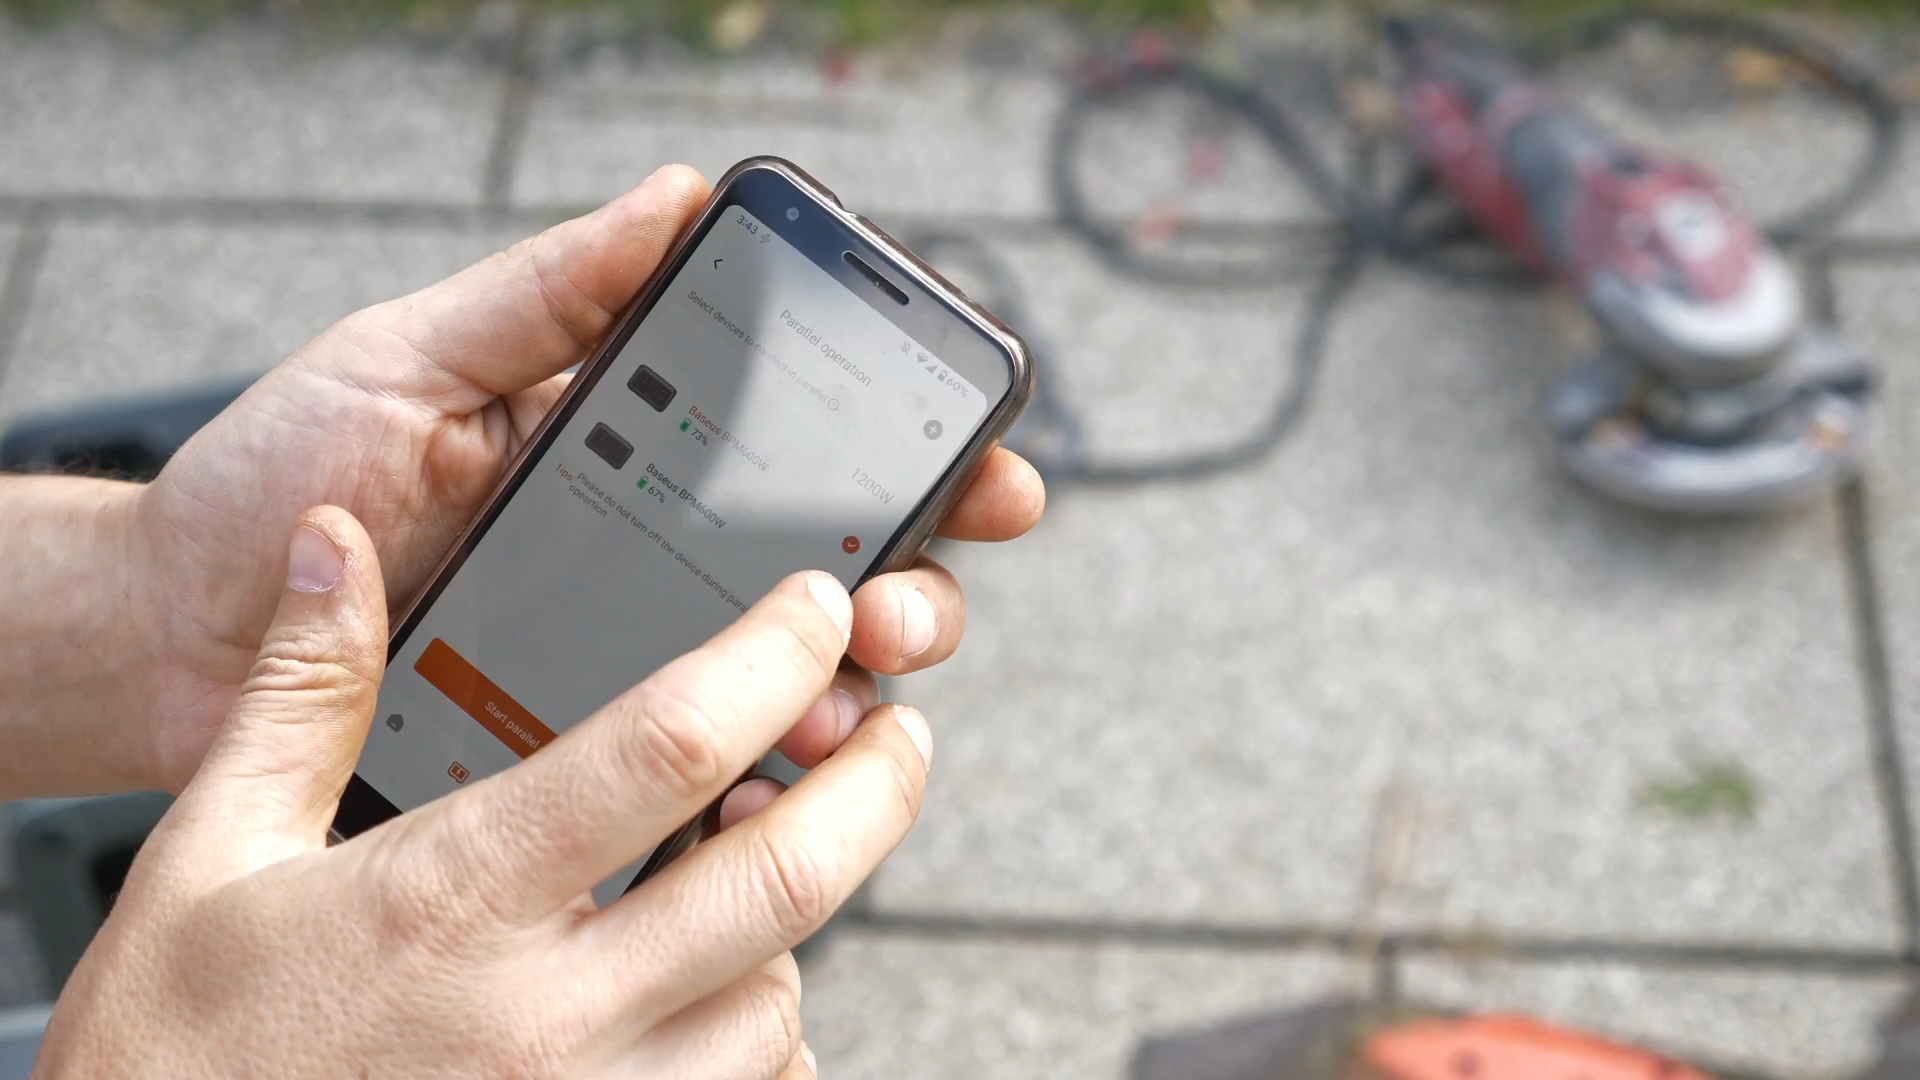 3:43
60%
Parallel operation
Select devices to connect in parallel
Baseus BPM600W
73%
1200W
Baseus BPM600W
67%
Tips: Please do not turn off the device during
opeartion
Start parallel